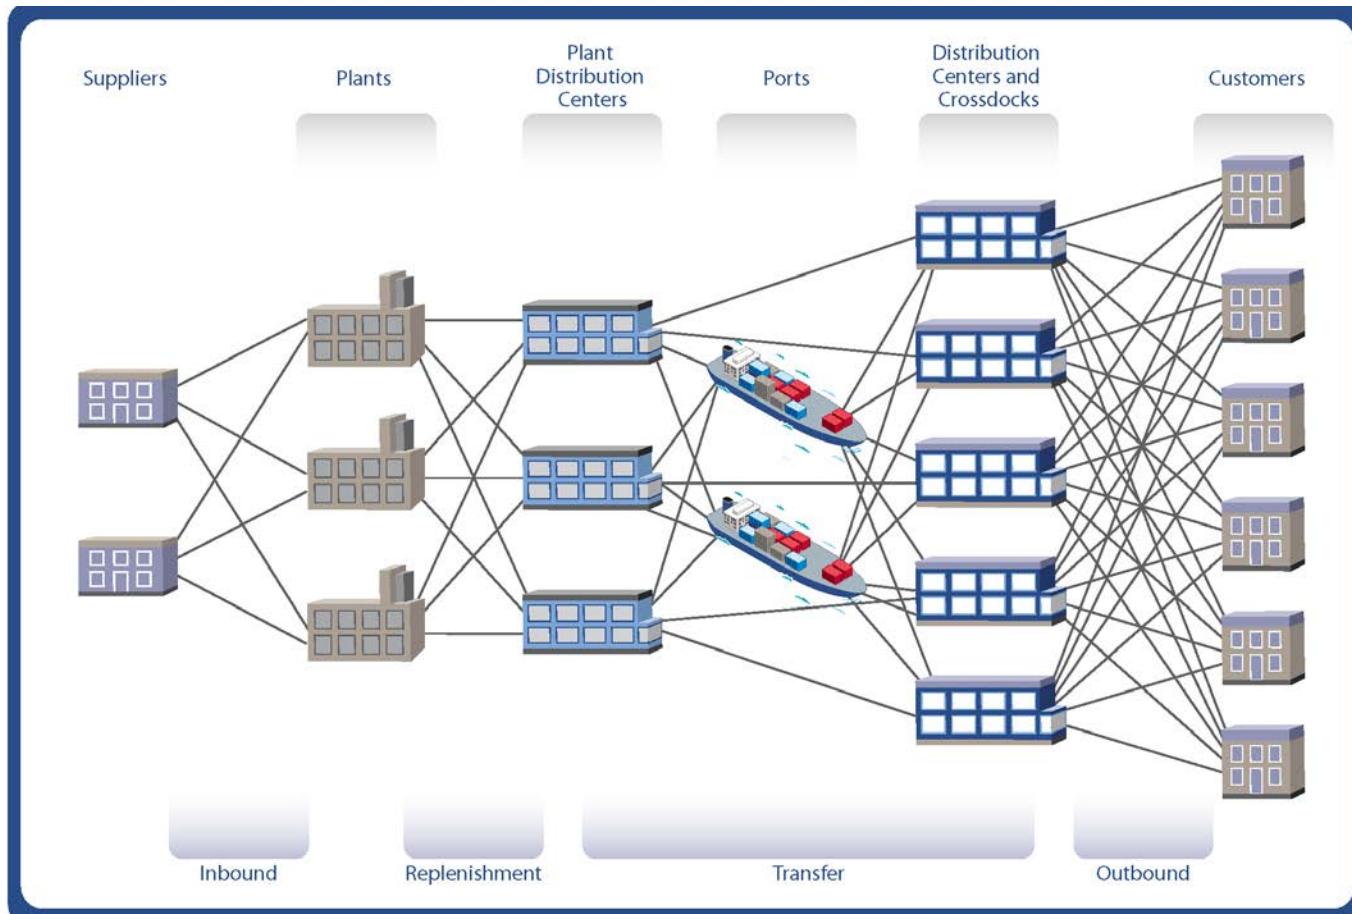 Suppliers
Plants
Plant
Distribution
Centers
Ports
Distribution
Centers and
Crossdocks
Customers
Inbound
Replenishment
Transfer
Outbound